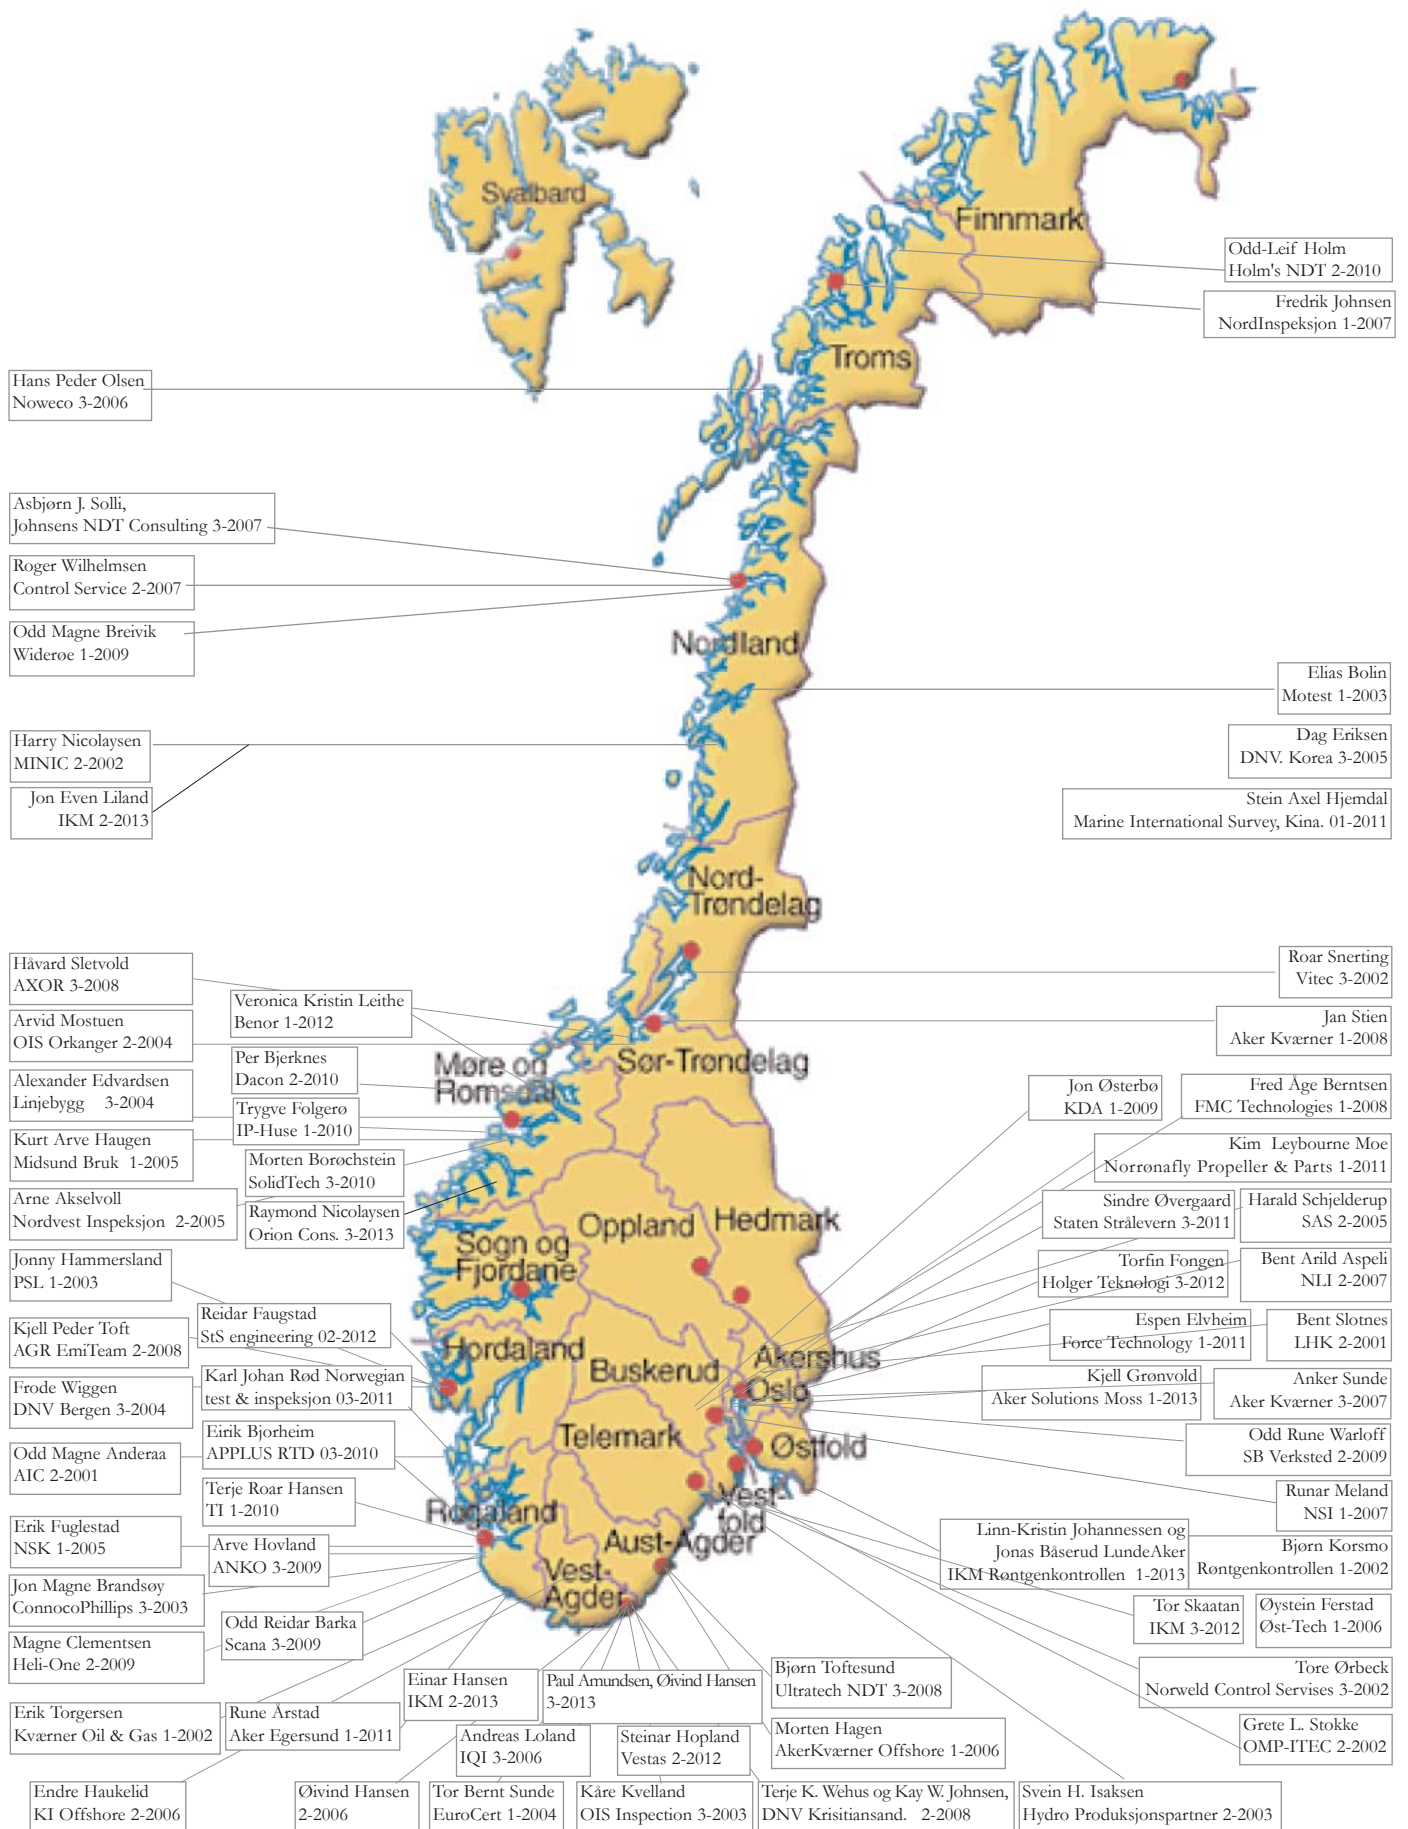 Svalbard
Finnmark
Odd-Leif Holm
Holm's NDT 2-2010
Fredrik Johnsen
NordInspeksjon 1-2007
Troms
Hans Peder Olsen
Noweco 3-2006
Asbjørn J. Solli,
Johnsens NDT Consulting 3-2007
Roger Wilhelmsen
Control Service 2-2007
Odd Magne Breivik
Widerøe 1-2009
Nordland
Elias Bolin
Motest 1-2003
Harry Nicolaysen
MINIC 2-2002
Dag Eriksen
DNV. Korea 3-2005
Jon Even Liland
IKM 2-2013
Stein Axel Hjemdal
Marine International Survey, Kina. 01-2011
Nord-
Trøndelag
Håvard Sletvold
AXOR 3-2008
Veronica Kristin Leithe
Benor 1-2012
Roar Snerting
Vitec 3-2002
Arvid Mostuen
OIS Orkanger 2-2004
Jan Stien
Aker Kværner 1-2008
Per Bjerknes
Dacon 2-2010
Møre og
Romsdal
Sør-Trøndelag
Alexander Edvardsen
Linjebygg 3-2004
Trygve Folgerø
IP-Huse 1-2010
Jon Østerbø
KDA 1-2009
Fred Åge Berntsen
FMC Technologies 1-2008
Kurt Arve Haugen
Midsund Bruk 1-2005
Morten Borøchstein
SolidTech 3-2010
Kim Leybourne Moe
Norrønafly Propeller & Parts 1-2011
Arne Akselvoll
Nordvest Inspeksjon 2-2005
Raymond Nicolaysen
Orion Cons. 3-2013
Sindre Øvergaard
Staten Strålevern 3-2011
Harald Schjelderup
SAS 2-2005
Oppland
Hedmark
Sogn og
Fjordane
Jonny Hammersland
PSL 1-2003
Torfin Fongen
Holger Teknologi 3-2012
Bent Arild Aspeli
NLI 2-2007
Reidar Faugstad
StS engineering 02-2012
Kjell Peder Toft
AGR EmiTeam 2-2008
Espen Elvheim
Force Technology 1-2011
Bent Slotnes
LHK 2-2001
Hordaland
Buskerud
Akershus
Oslo
Frode Wiggen
DNV Bergen 3-2004
Karl Johan Rød Norwegian
test & inspeksjon 03-2011
Kjell Grønvold
Aker Solutions Moss 1-2013
Anker Sunde
Aker Kværner 3-2007
Telemark
Østfold
Eirik Bjorheim
APPLUS RTD 03-2010
Odd Magne Anderaa
AIC 2-2001
Odd Rune Warloff
SB Verksted 2-2009
Terje Roar Hansen
TI 1-2010
Runar Meland
NSI 1-2007
Rogaland
Vest-
fold
Aust-Agder
Vest-
Agder
Erik Fuglestad
NSK 1-2005
Arve Hovland
ANKO 3-2009
Linn-Kristin Johannessen og
Jonas Båserud LundeAker
IKM Røntgenkontrollen 1-2013
Bjørn Korsmo
Røntgenkontrollen 1-2002
Jon Magne Brandsøy
ConnocoPhillips 3-2003
Odd Reidar Barka
Scana 3-2009
Tor Skaatan
IKM 3-2012
Øystein Ferstad
Øst-Tech 1-2006
Magne Clementsen
Heli-One 2-2009
Einar Hansen
IKM 2-2013
Paul Amundsen, Øivind Hansen
3-2013
Bjørn Toftesund
Ultratech NDT 3-2008
Tore Ørbeck
Norweld Control Servises 3-2002
Erik Torgersen
Kværner Oil & Gas 1-2002
Rune Årstad
Aker Egersund 1-2011
Andreas Loland
IQI 3-2006
Steinar Hopland
Vestas 2-2012
Morten Hagen
AkerKværner Offshore 1-2006
Grete L. Stokke
OMP-ITEC 2-2002
Endre Haukelid
KI Offshore 2-2006
Øivind Hansen
2-2006
Tor Bernt Sunde
EuroCert 1-2004
Kåre Kvelland
OIS Inspection 3-2003
Terje K. Wehus og Kay W. Johnsen,
DNV Krisitiansand. 2-2008
Svein H. Isaksen
Hydro Produksjonspartner 2-2003